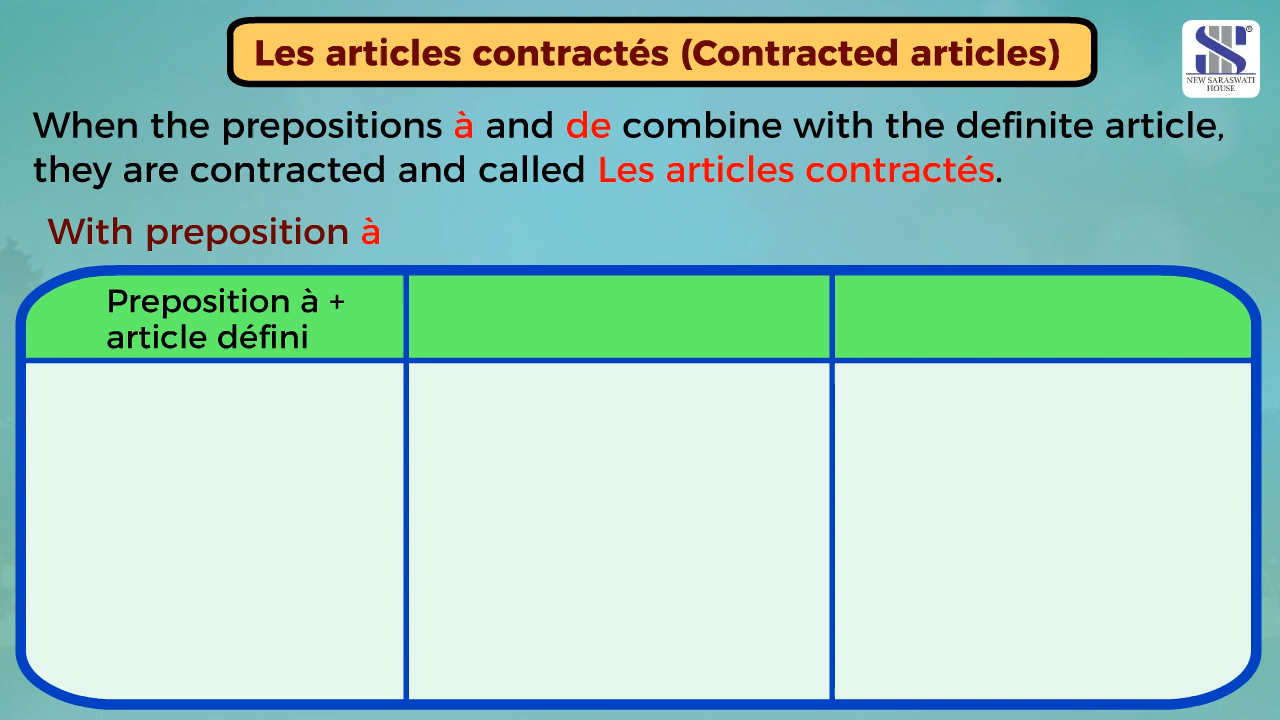 Les articles contractés (Contracted articles)
NEW SARASWATI
HOUSE
When the prepositions à and de combine with the definite article,
they are contracted and called Les articles contractés.
With preposition à
Preposition à +
article défini